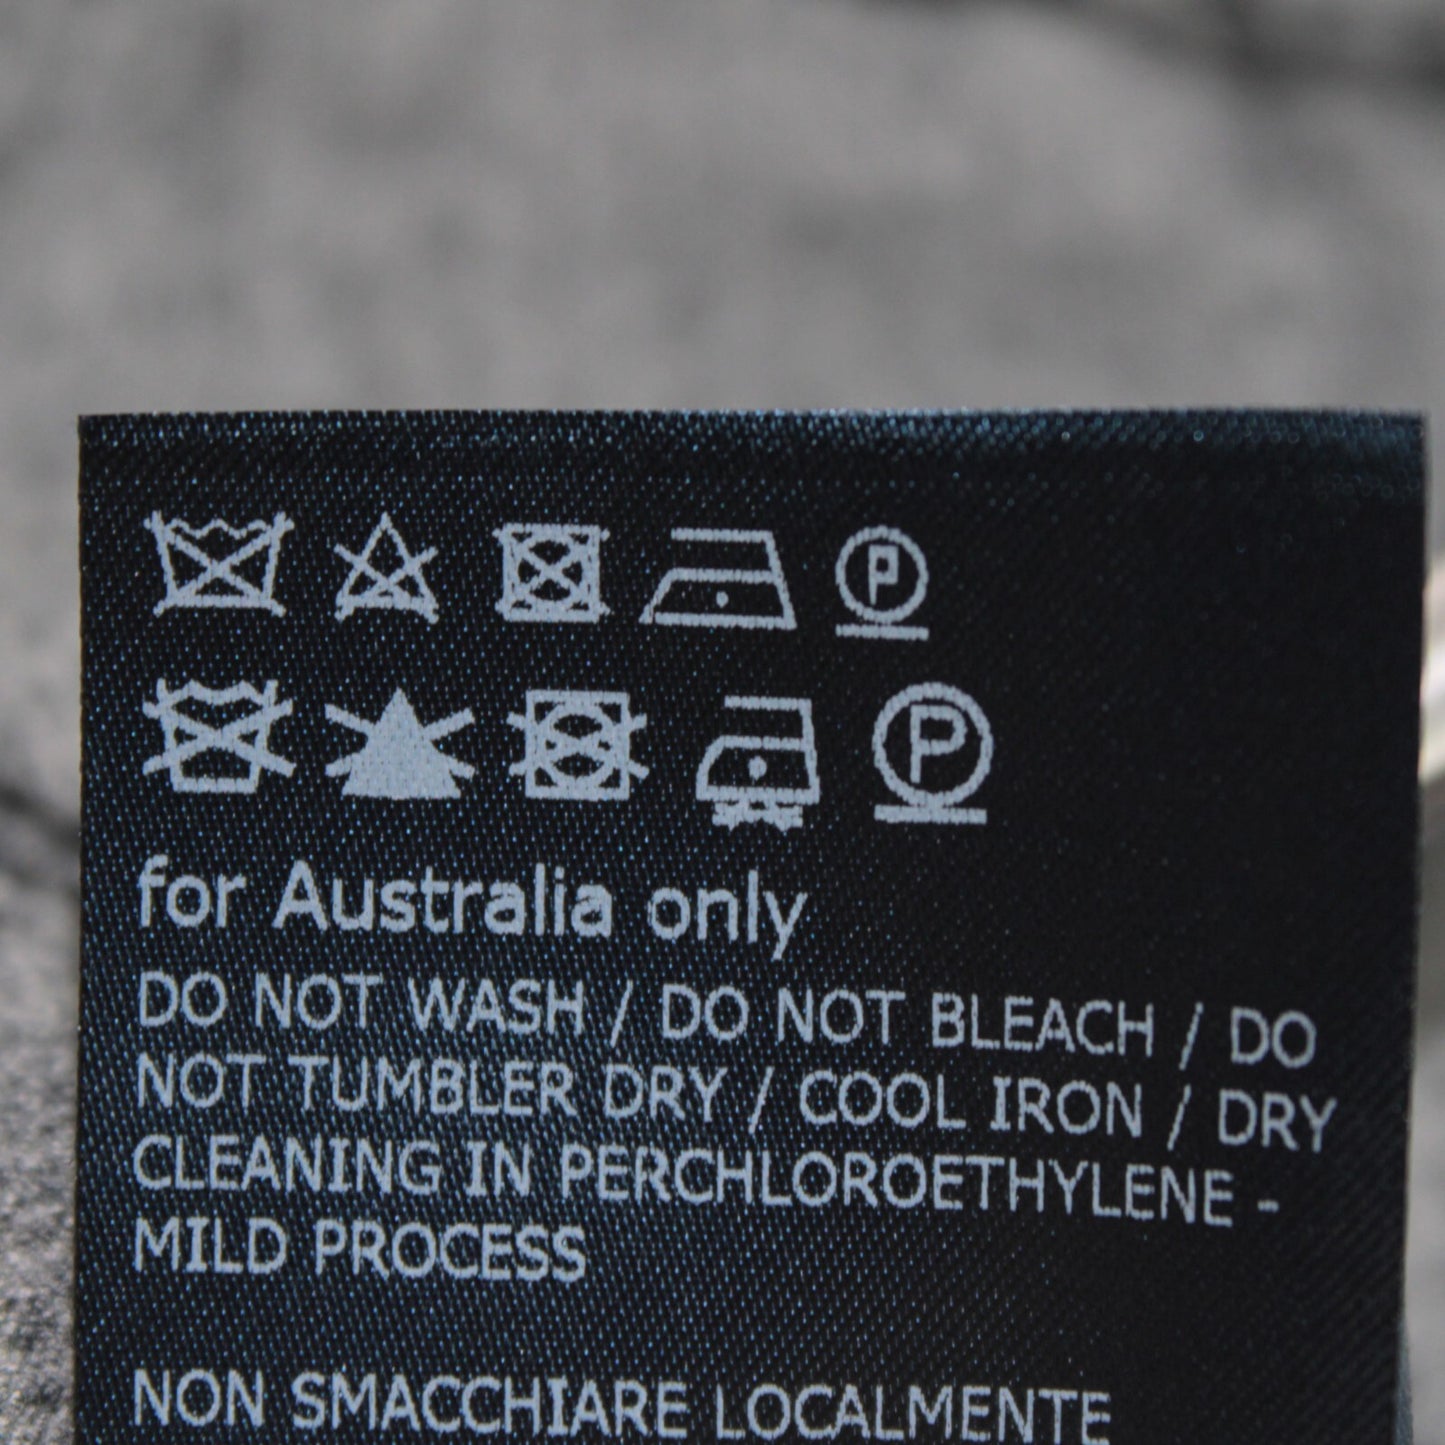 P
P
for Australia only
DO NOT WASH / DO NOT BLEACH / DO
NOT TUMBLER DRY / COOL IRON / DRY
CLEANING IN PERCHLOROETHYLENE -
MILD PROCESS
NON SMACCHIARE LOCALMENTE